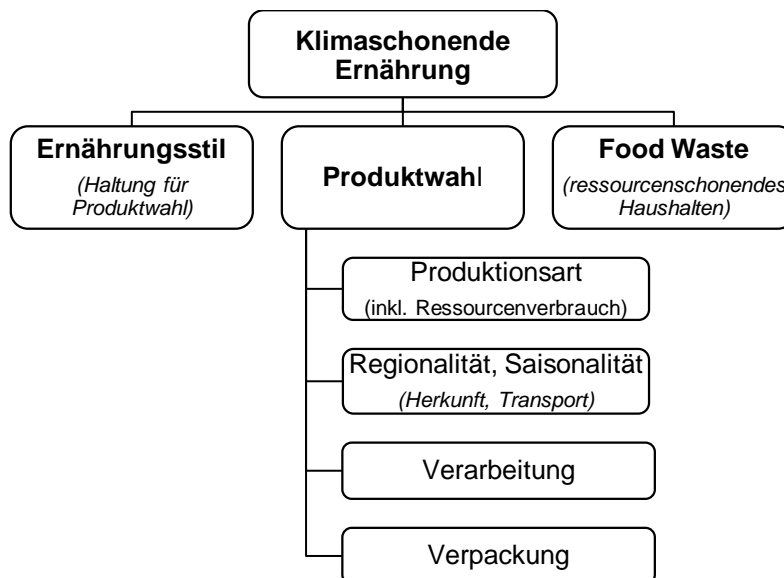 Klimaschonende
Ernährung
Ernährungsstil
(Haltung für
Produktwahl)
Produktwahl
Food Waste
(ressourcenschonendes
Haushalten)
Produktionsart
(inkl. Ressourcenverbrauch)
Regionalität, Saisonalität
(Herkunft, Transport)
Verarbeitung
Verpackung